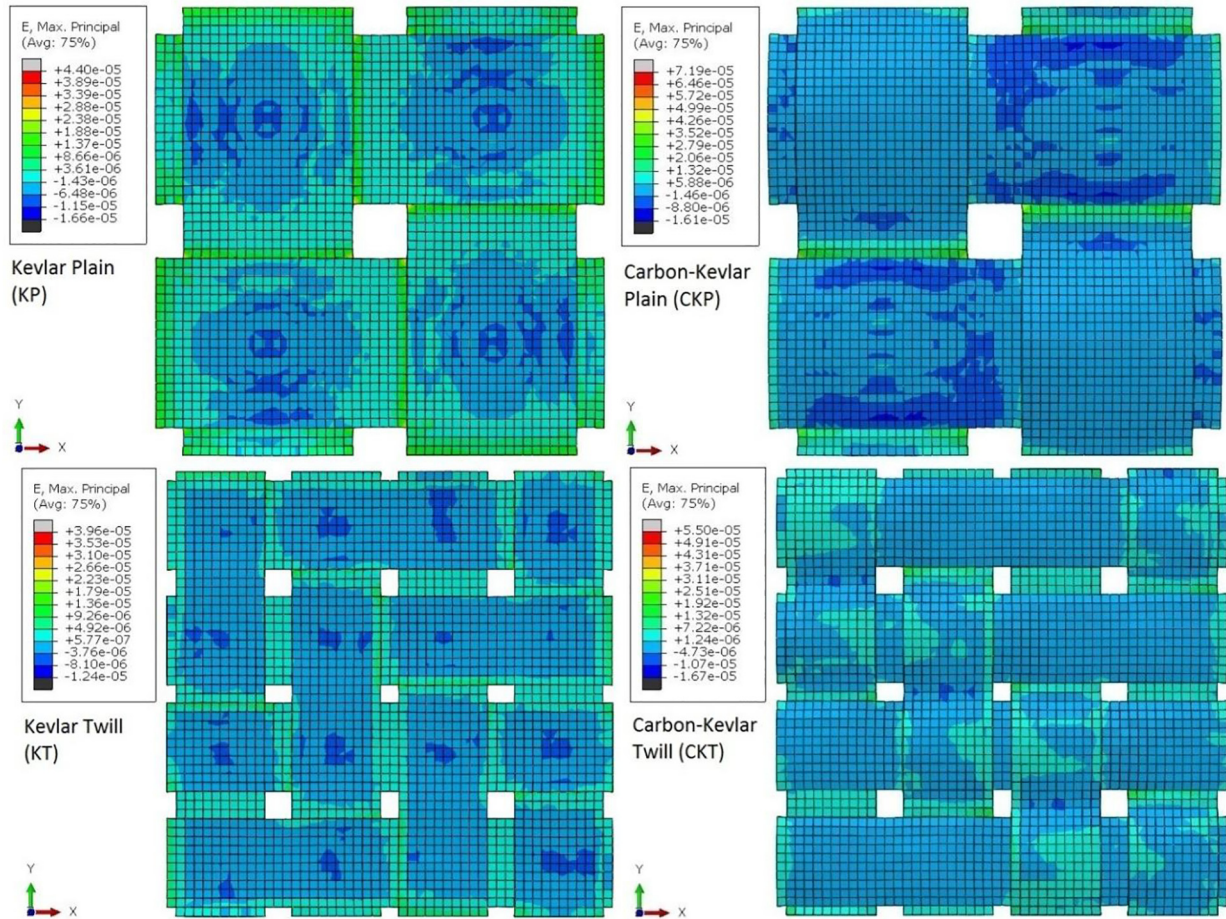 E, Max. Principal
(Avg: 75%)
+4.40e-05
+3.89e-05
+3.39e-05
+2.88e-05
+2.38e-05
+1.88e-05
+1.37e-05
+8.66e-06
+3.61e-06
-1.43e-06
-6.48e-06
-1.15e-05
-1.66e-05
Kevlar Plain
(KP)
Y
X
E, Max. Principal
(Avg: 75%)
+7.19e-05
+6.46e-05
+5.72e-05
+4.99e-05
+4.26e-05
+3.52e-05
+2.79e-05
+2.06e-05
+1.32e-05
+5.88e-06
-1.46e-06
-8.80e-06
-1.61e-05
Carbon-Kevlar
Plain (CKP)
Y
X
E, Max. Principal
(Avg: 75%)
+3.96e-05
+3.53e-05
+3.10e-05
+2.66e-05
+2.23e-05
+1.79e-05
+1.36e-05
+9.26e-06
+4.92e-06
+5.77e-07
-3.76e-06
-8.10e-06
-1.24e-05
Kevlar Twill
(KT)
Y
X
E, Max. Principal
(Avg: 75%)
+5.50e-05
+4.91e-05
+4.31e-05
+3.71e-05
+3.11e-05
+2.51e-05
+1.92e-05
+1.32e-05
+7.22e-06
+1.24e-06
-4.73e-06
-1.07e-05
-1.67e-05
Carbon-Kevlar
Twill (CKT)
Y
X